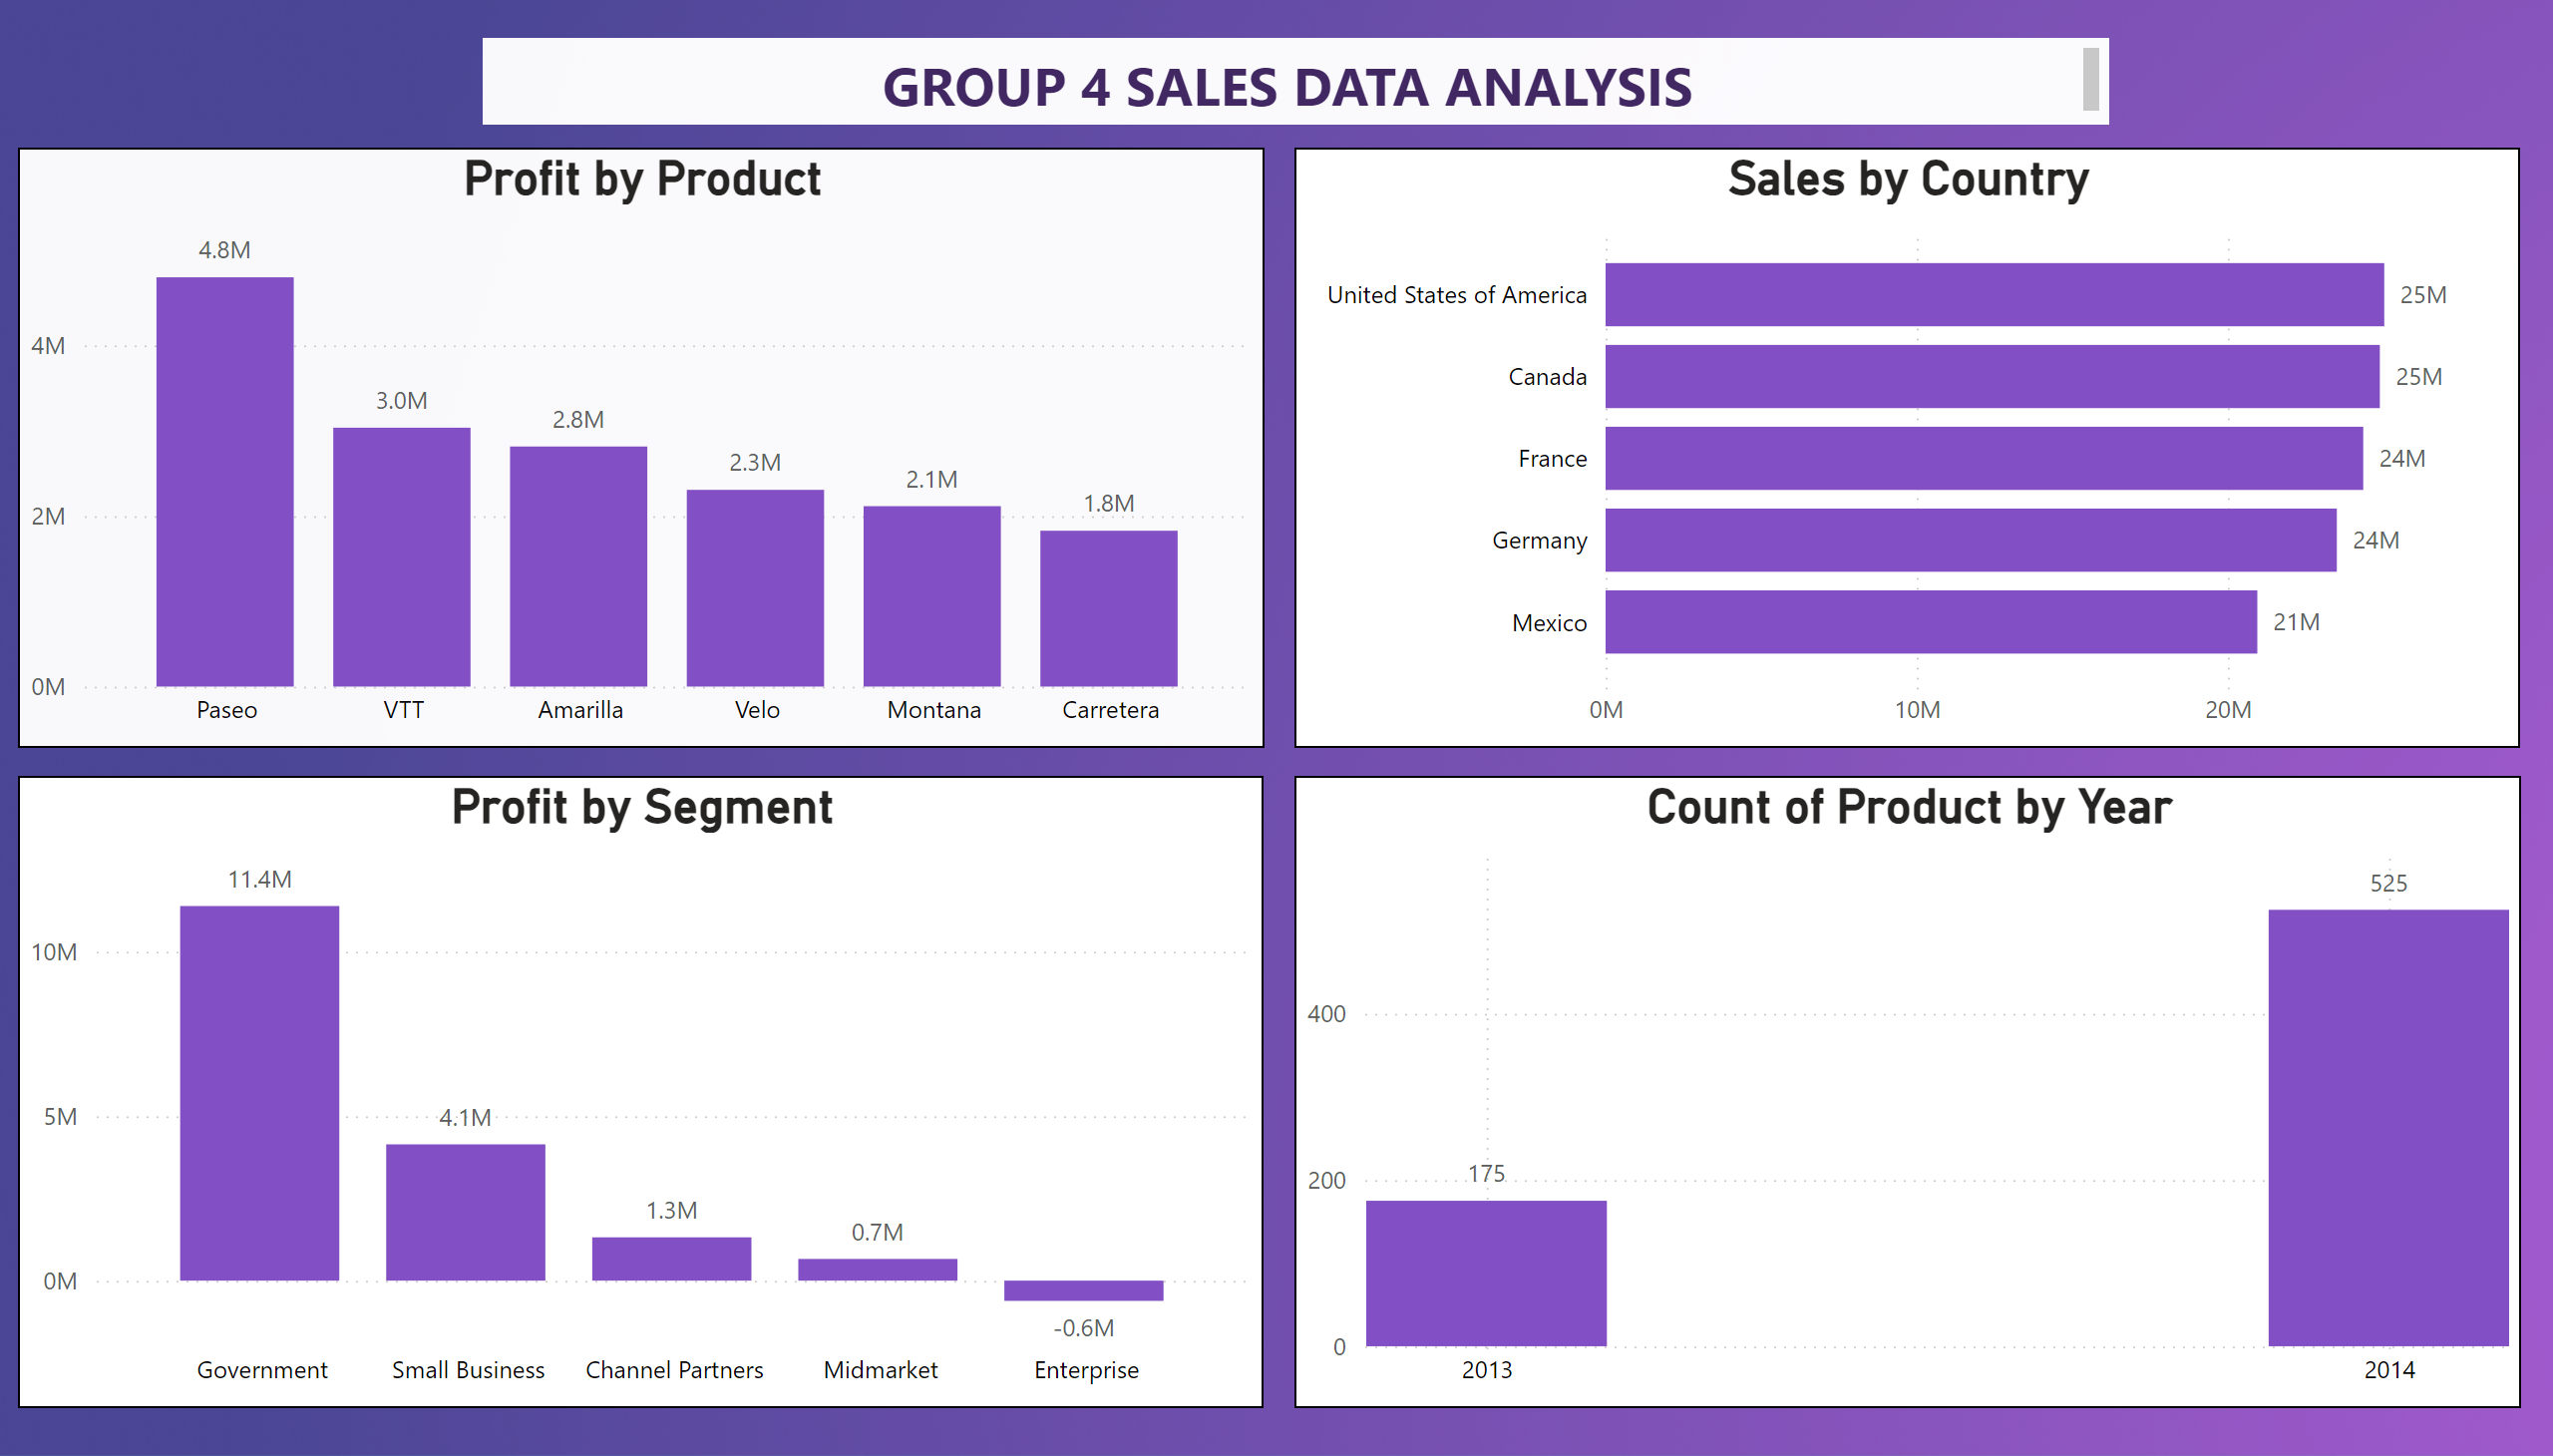 GROUP 4 SALES DATA ANALYSIS
Profit by Product
4.8M
3.0M
2.8M
2.3M
2.1M
1.8M
4M
2M
0M
Paseo
VTT
Amarilla
Velo
Montana
Carretera
Sales by Country
United States of America
25M
Canada
25M
France
24M
Germany
24M
Mexico
21M
0M
10M
20M
Profit by Segment
11.4M
4.1M
1.3M
0.7M
-0.6M
10M
5M
0M
Government
Small Business
Channel Partners
Midmarket
Enterprise
Count of Product by Year
525
175
400
200
0
2013
2014